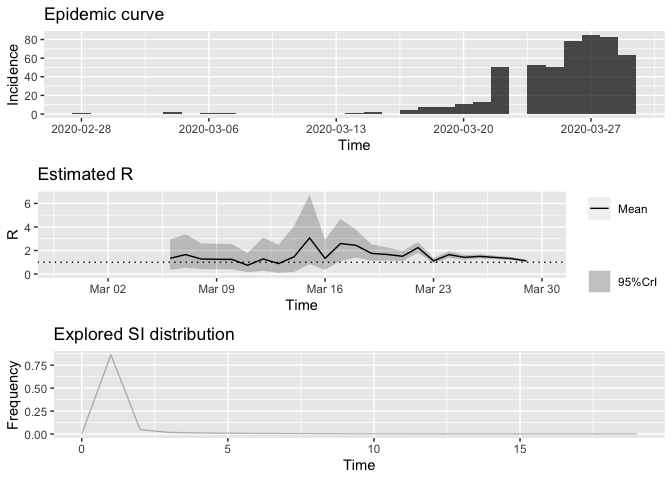 Epidemic curve
80
60
40
20
0
Incidence
2020-02-28 2020-03-06 2020-03-13 2020-03-20 2020-03-27
Time
Estimated R
6
4
2
0
R
Mar 02 Mar 09 Mar 16 Mar 23 Mar 30
Time
Mean
95%CrI
Explored SI distribution
0.75
0.50
0.25
0.00
Frequency
0 5 10 15
Time